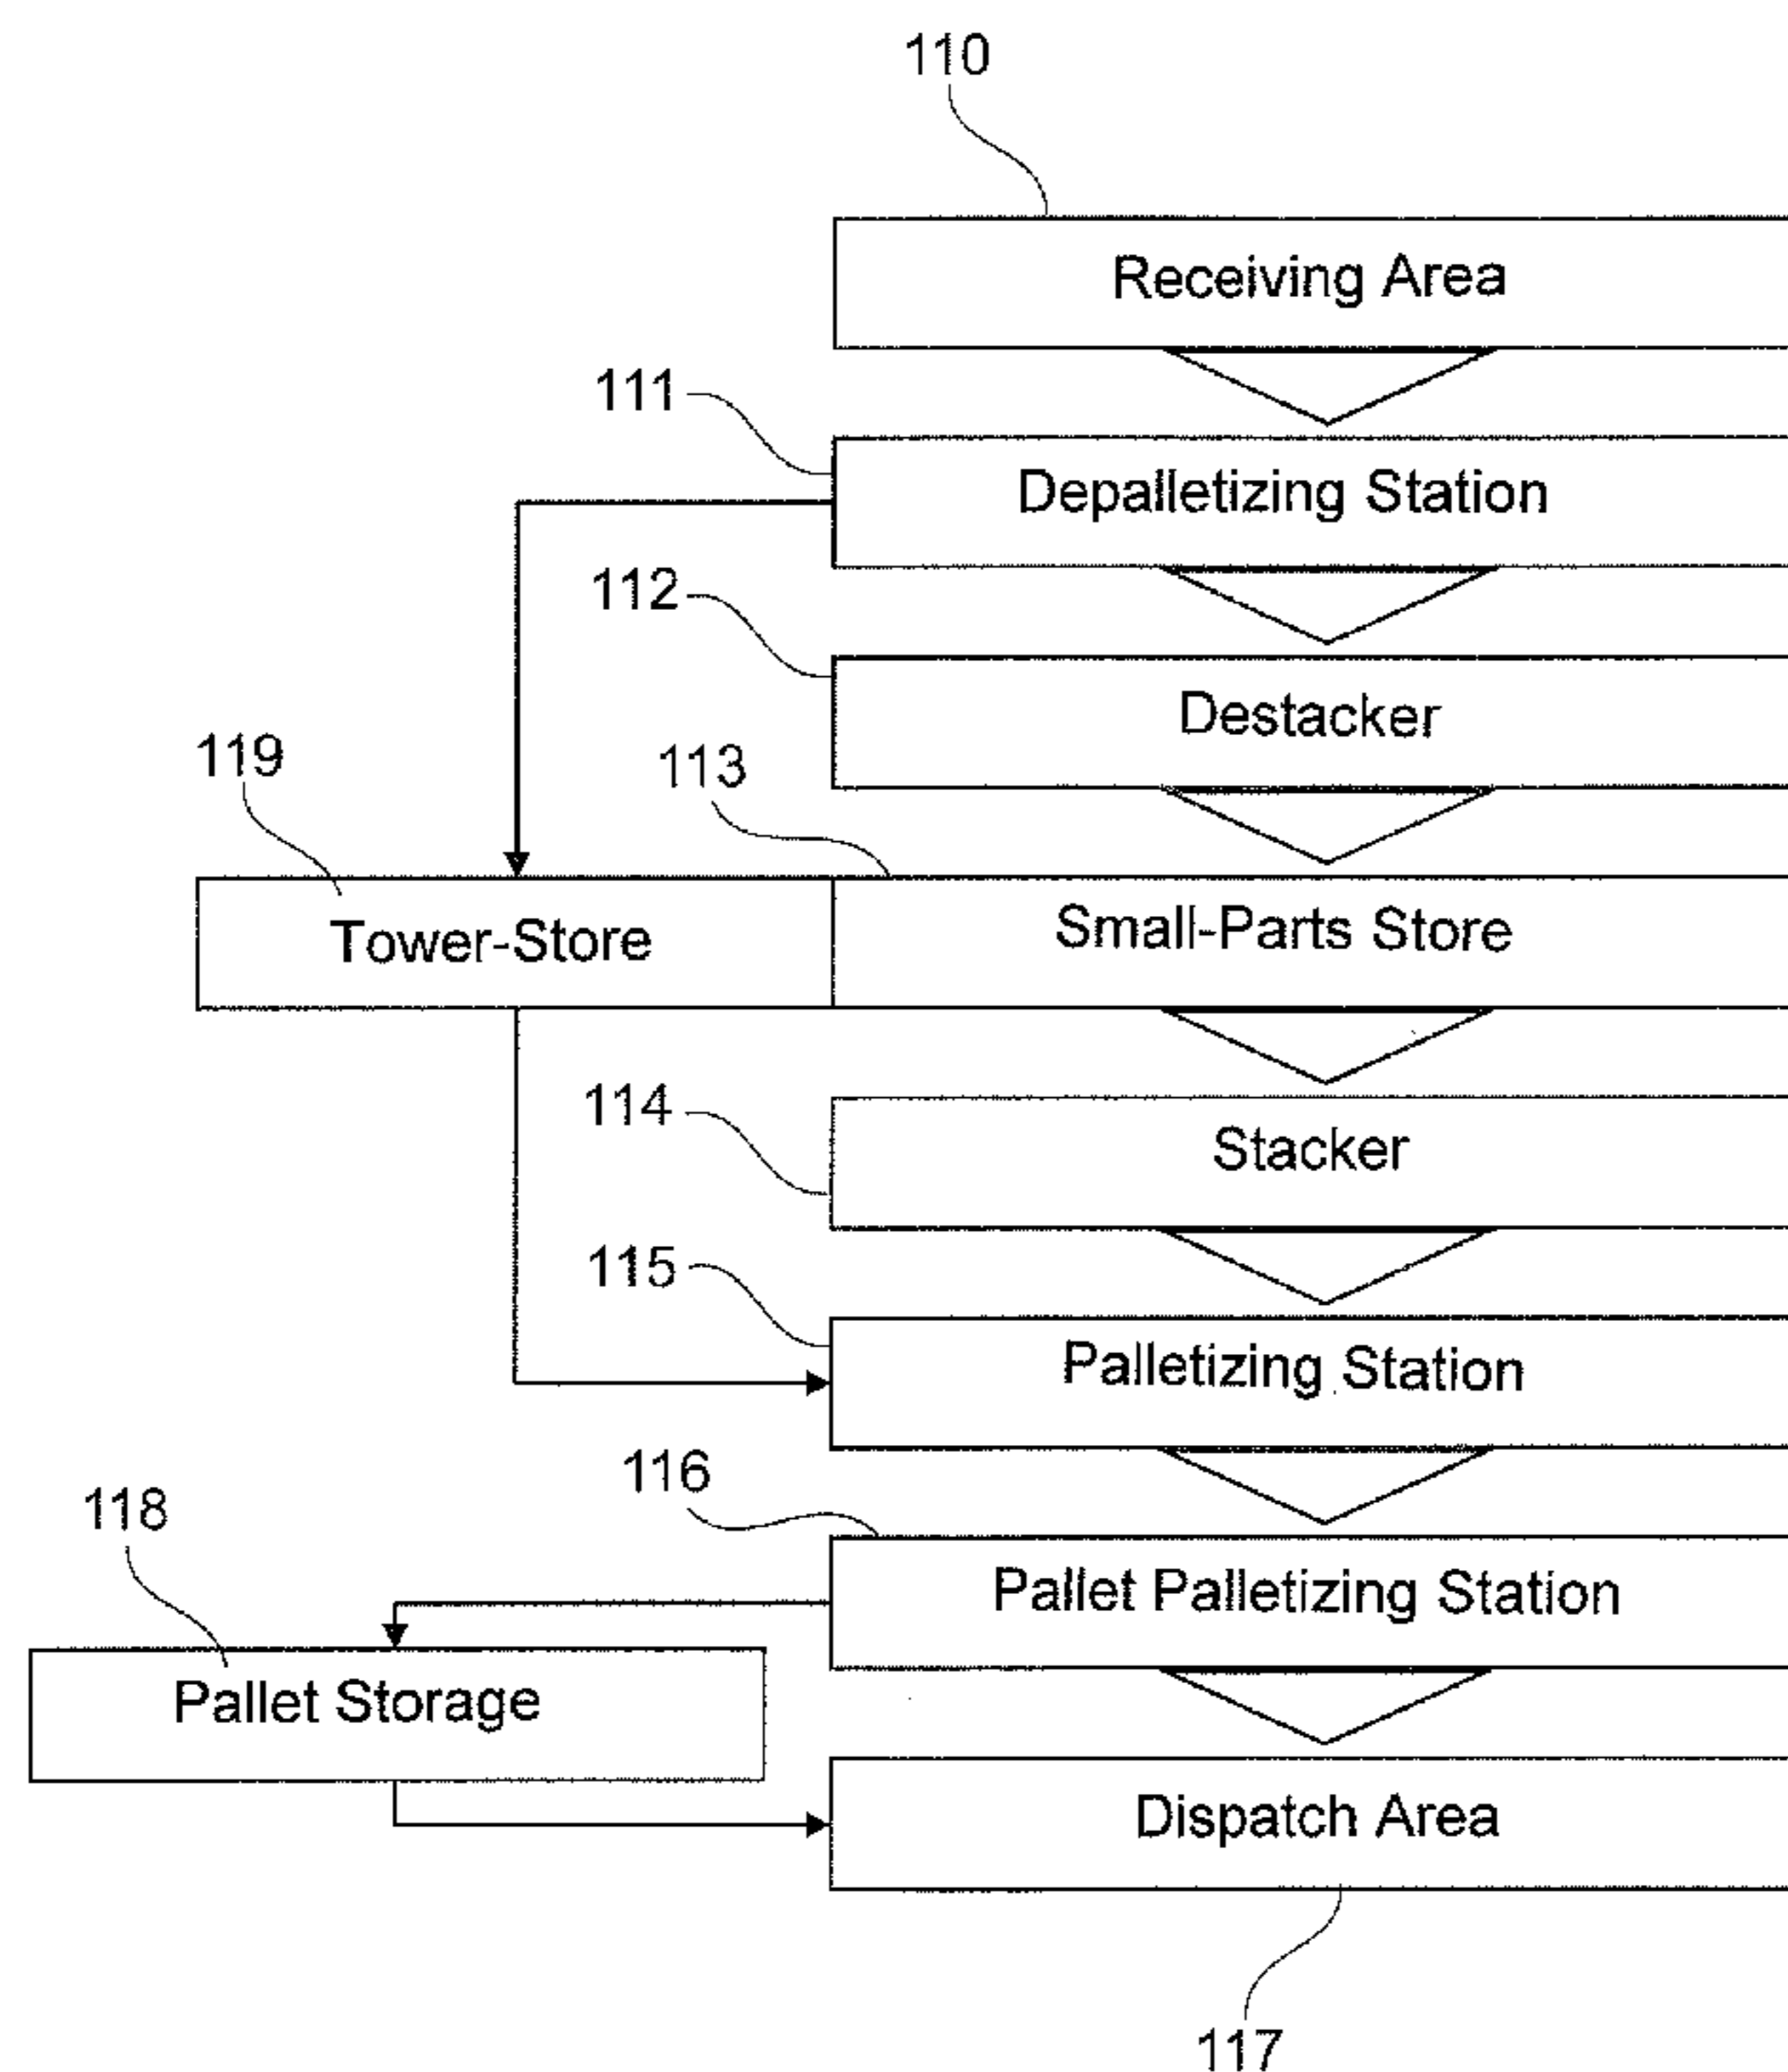 110
Receiving Area
111
Depalletizing Station
112
Destacker
119
113
Tower-Store
Small-Parts Store
114
Stacker
115
Palletizing Station
116
118
Pallet Palletizing Station
Pallet Storage
Dispatch Area
117